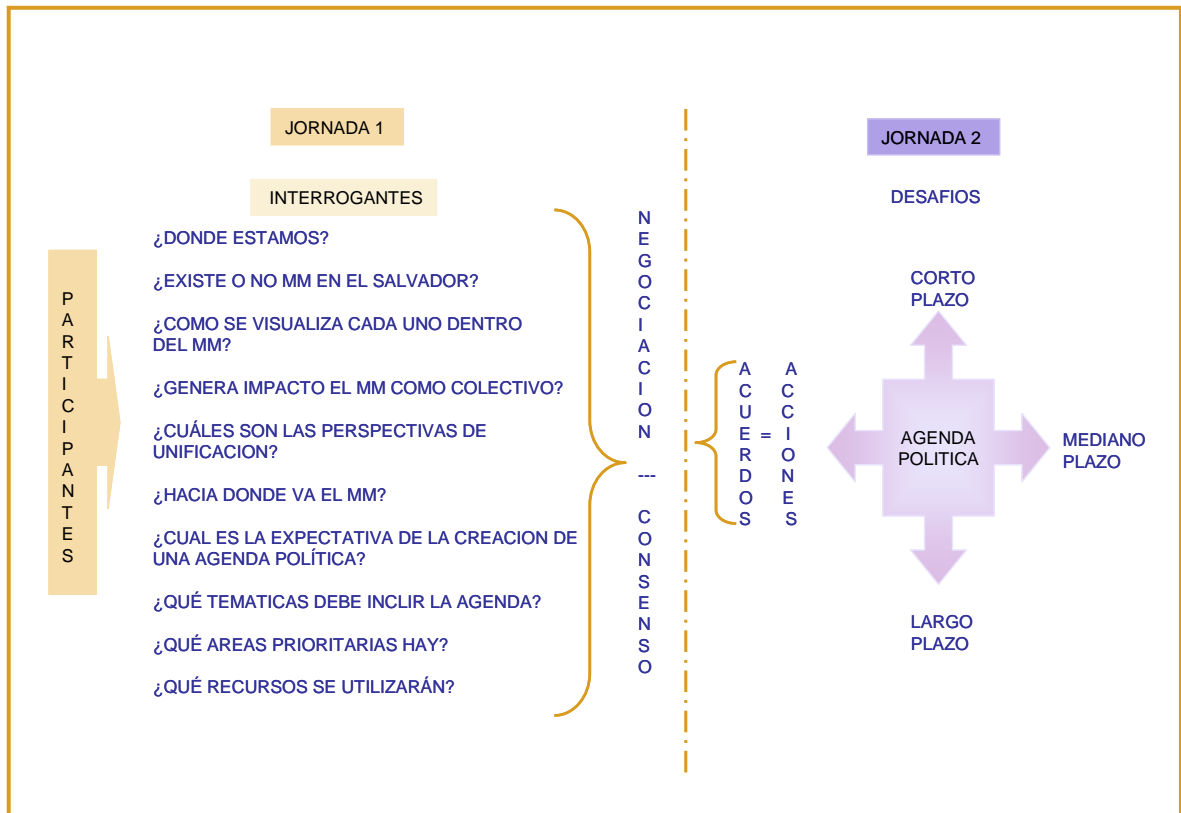 JORNADA 1
INTERROGANTES
PARTICIPANTES
¿DONDE ESTAMOS?
¿EXISTE O NO MM EN EL SALVADOR?
¿COMO SE VISUALIZA CADA UNO DENTRO
DEL MM?
¿GENERA IMPACTO EL MM COMO COLECTIVO?
¿CUÁLES SON LAS PERSPECTIVAS DE
UNIFICACION?
¿HACIA DONDE VA EL MM?
¿CUAL ES LA EXPECTATIVA DE LA CREACION DE
UNA AGENDA POLÍTICA?
¿QUÉ TEMATICAS DEBE INCLIR LA AGENDA?
¿QUÉ AREAS PRIORITARIAS HAY?
¿QUÉ RECURSOS SE UTILIZARÁN?
NEGOCIACION --- CONSENSO
JORNADA 2
DESAFIOS
ACUERDOS = ACCIONES
CORTO
PLAZO
AGENDA
POLITICA
MEDIANO
PLAZO
LARGO
PLAZO